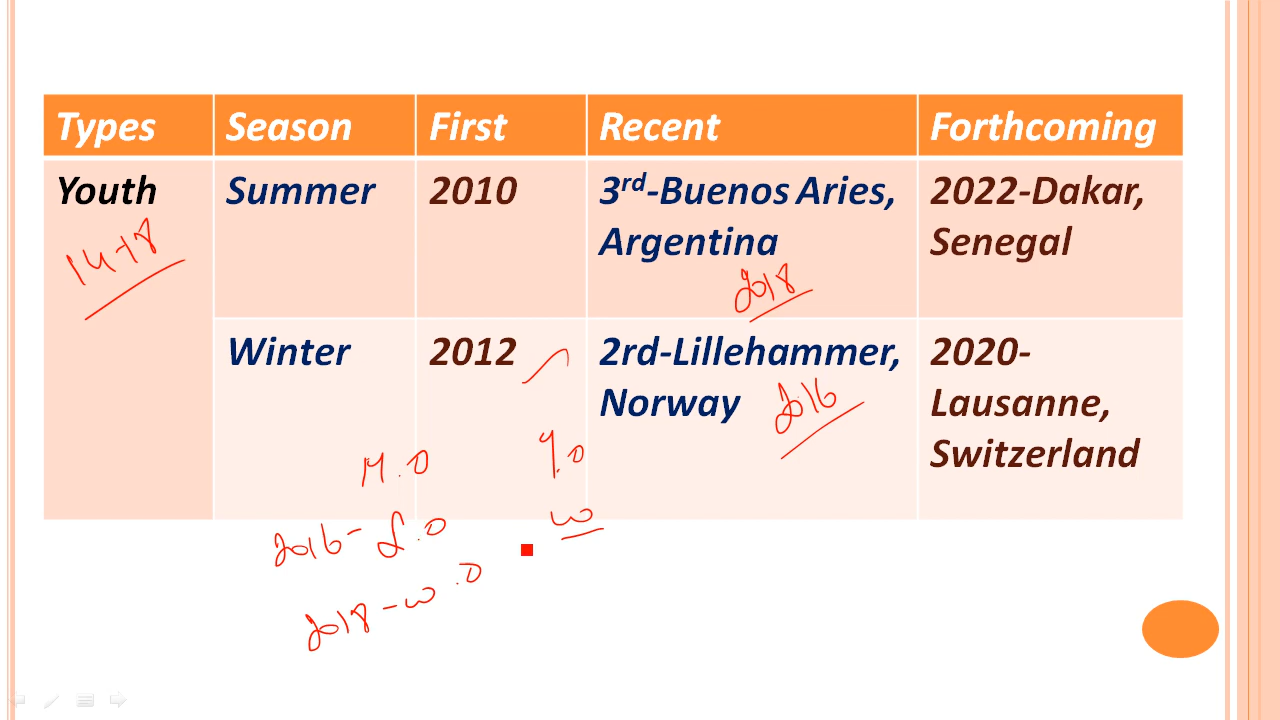 Types Season First Recent Forthcoming
Youth Summer 2010 3rd-Buenos Aries, 2022-Dakar,
Argentina Senegal
14-18
2018
Winter 2012 2rd-Lillehammer, 2020-
Norway Lausanne,
2016
Switzerland
Y.O
W
2018-W.O